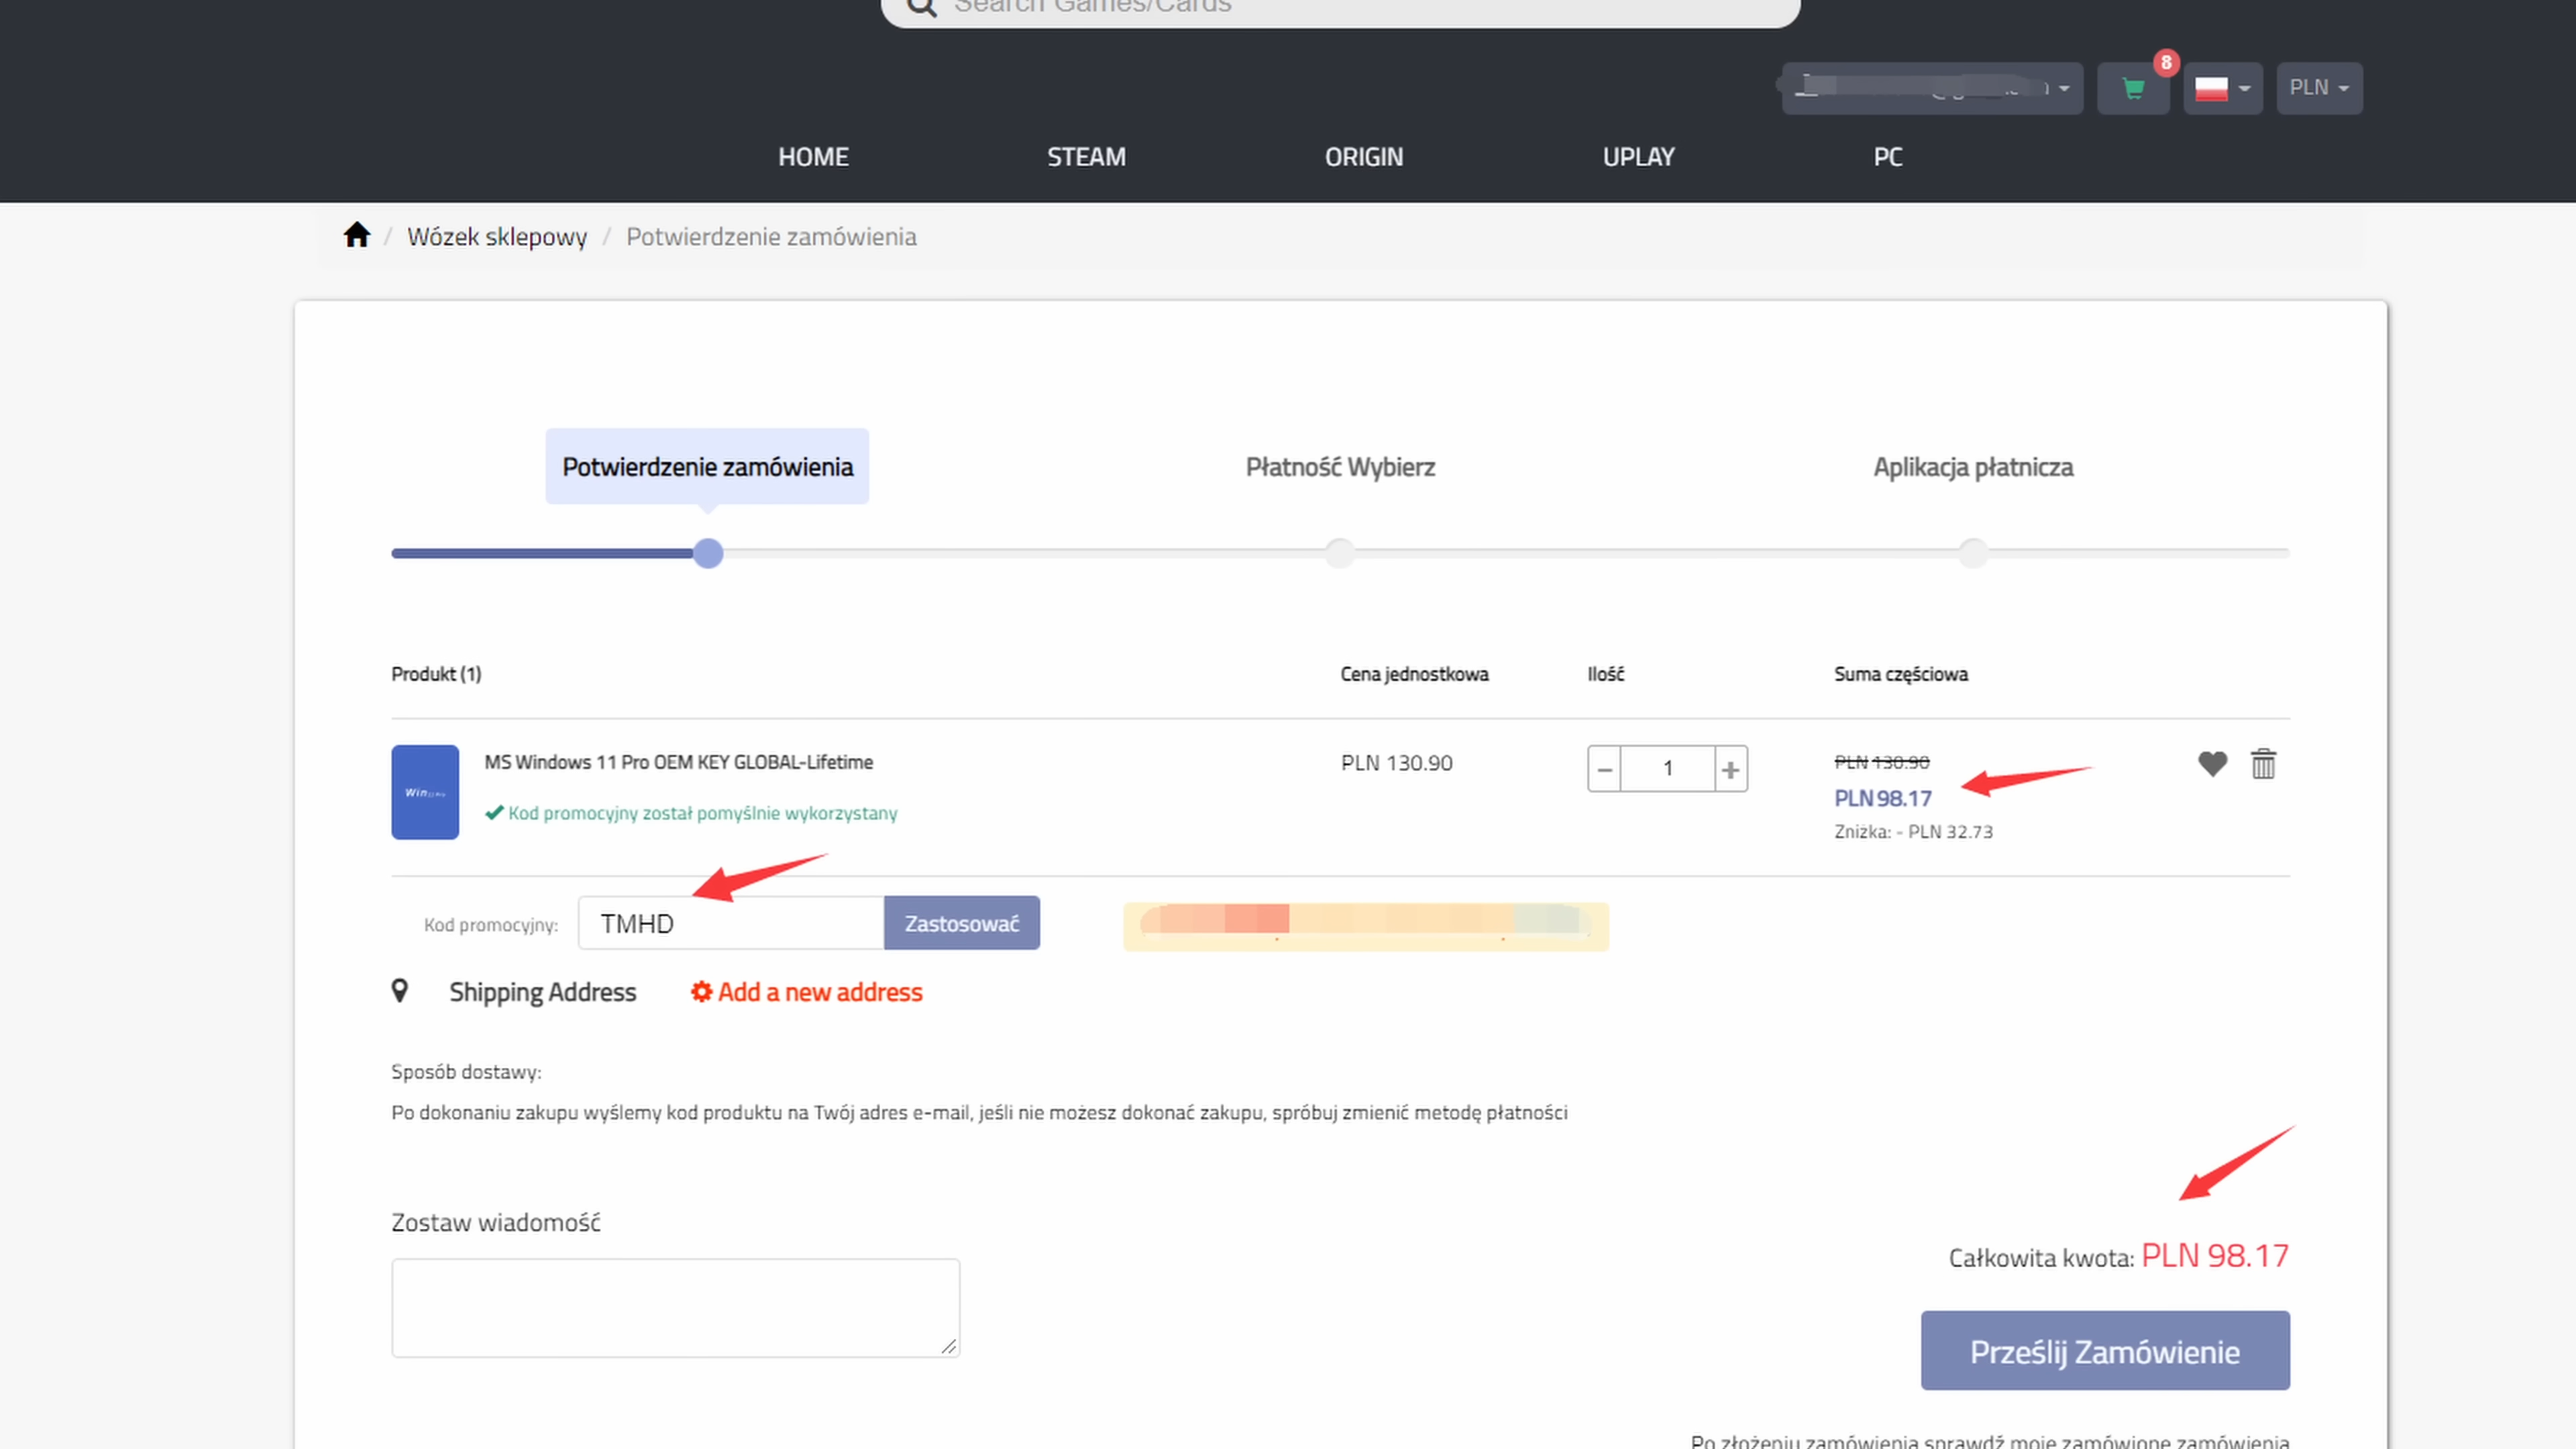 Search Games/Cards
8
PLN
HOME STEAM ORIGIN UPLAY PC
/ Wózek sklepowy / Potwierdzenie zamówienia
Potwierdzenie zamówienia Płatność Wybierz Aplikacja płatnicza
Produkt (1) Cena jednostkowa Ilość Suma częściowa
MS Windows 11 Pro OEM KEY GLOBAL-Lifetime PLN 130.90 1 PLN 130.90
Win
PLN 98.17
Kod promocyjny został pomyślnie wykorzystany
Zniżka: - PLN 32.73
Kod promocyjny: TMHD Zastosować
Shipping Address Add a new address
Sposób dostawy:
Po dokonaniu zakupu wyślemy kod produktu na Twój adres e-mail, jeśli nie możesz dokonać zakupu, spróbuj zmienić metodę płatności
Zostaw wiadomość
Całkowita kwota: PLN 98.17
Prześlij Zamówienie
Po złożeniu zamówienia sprawdź moje zamówione zamówienia